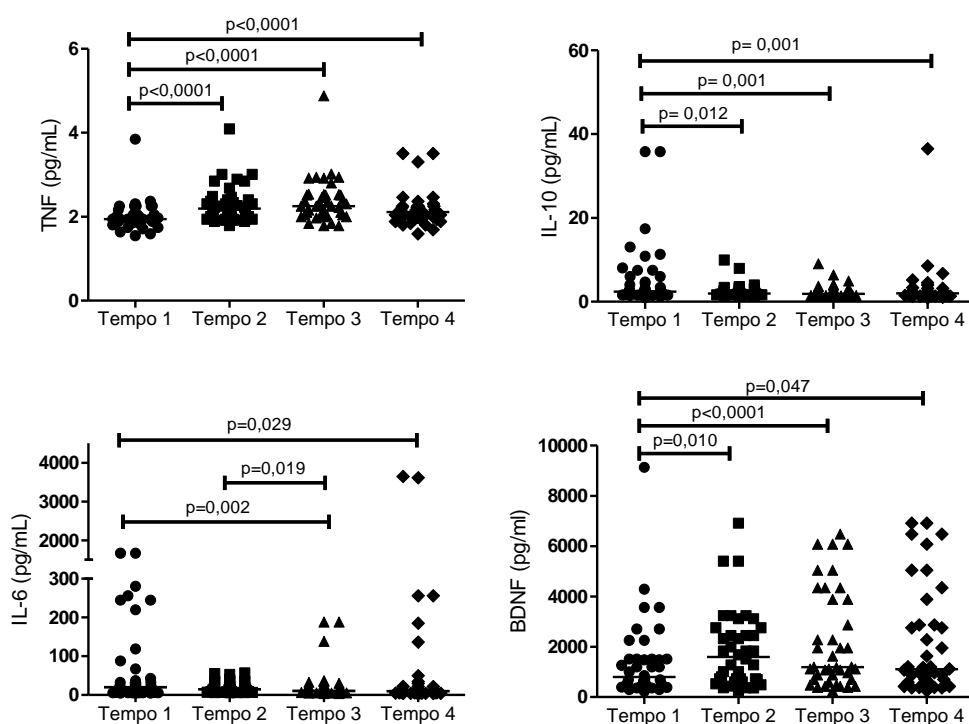 p<0,0001
p<0,0001
p<0,0001
6
4
2
0
TNF (pg/mL)
Tempo 1 Tempo 2 Tempo 3 Tempo 4
p= 0,001
p= 0,001
p= 0,012
60
40
20
0
IL-10 (pg/mL)
Tempo 1 Tempo 2 Tempo 3 Tempo 4
p=0,029
p=0,019
p=0,002
4000
2000
300
200
100
0
IL-6 (pg/mL)
Tempo 1 Tempo 2 Tempo 3 Tempo 4
p=0,047
p<0,0001
p=0,010
10000
8000
6000
4000
2000
0
BDNF (pg/ml)
Tempo 1 Tempo 2 Tempo 3 Tempo 4